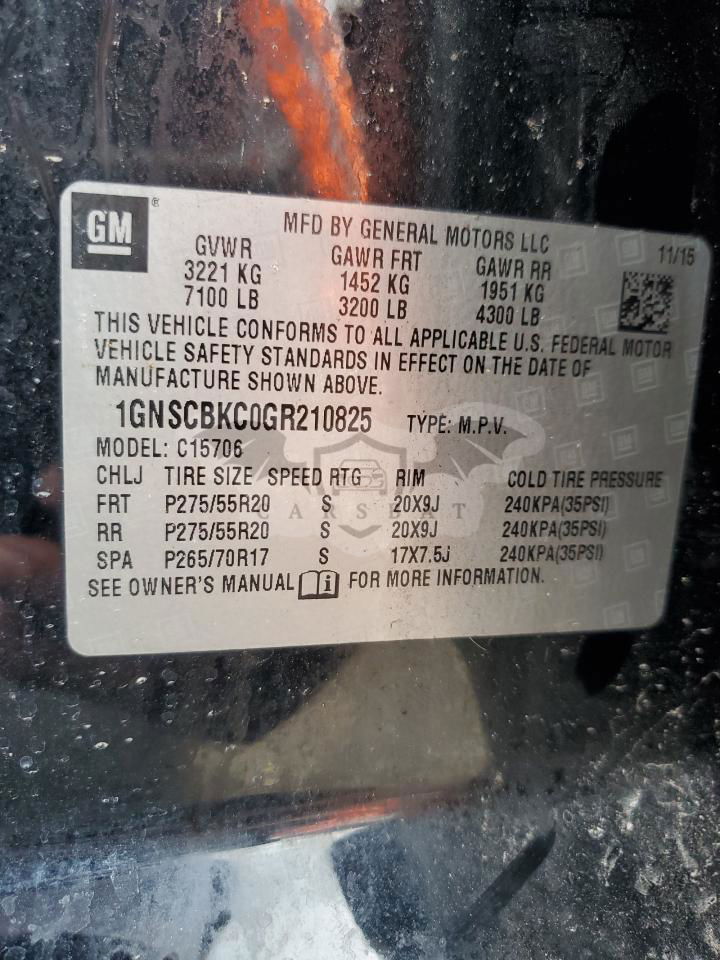 GM ®
MFD BY GENERAL MOTORS LLC
11/15
GVWR GAWR FRT GAWR RR
3221 KG 1452 KG 1951 KG
7100 LB 3200 LB 4300 LB
THIS VEHICLE CONFORMS TO ALL APPLICABLE U.S. FEDERAL MOTOR
VEHICLE SAFETY STANDARDS IN EFFECT ON THE DATE OF
MANUFACTURE SHOWN ABOVE.
1GNSCBKC0GR210825 TYPE: M.P.V.
MODEL: C15706
CHLJ TIRE SIZE SPEED RTG RIM COLD TIRE PRESSURE
FRT P275/55R20 S 20X9J 240KPA(35PSI)
CARSBAT
RR P275/55R20 S 20X9J 240KPA(35PSI)
SPA P265/70R17 S 17X7.5J 240KPA(35PSI)
SEE OWNER'S MANUAL i FOR MORE INFORMATION.